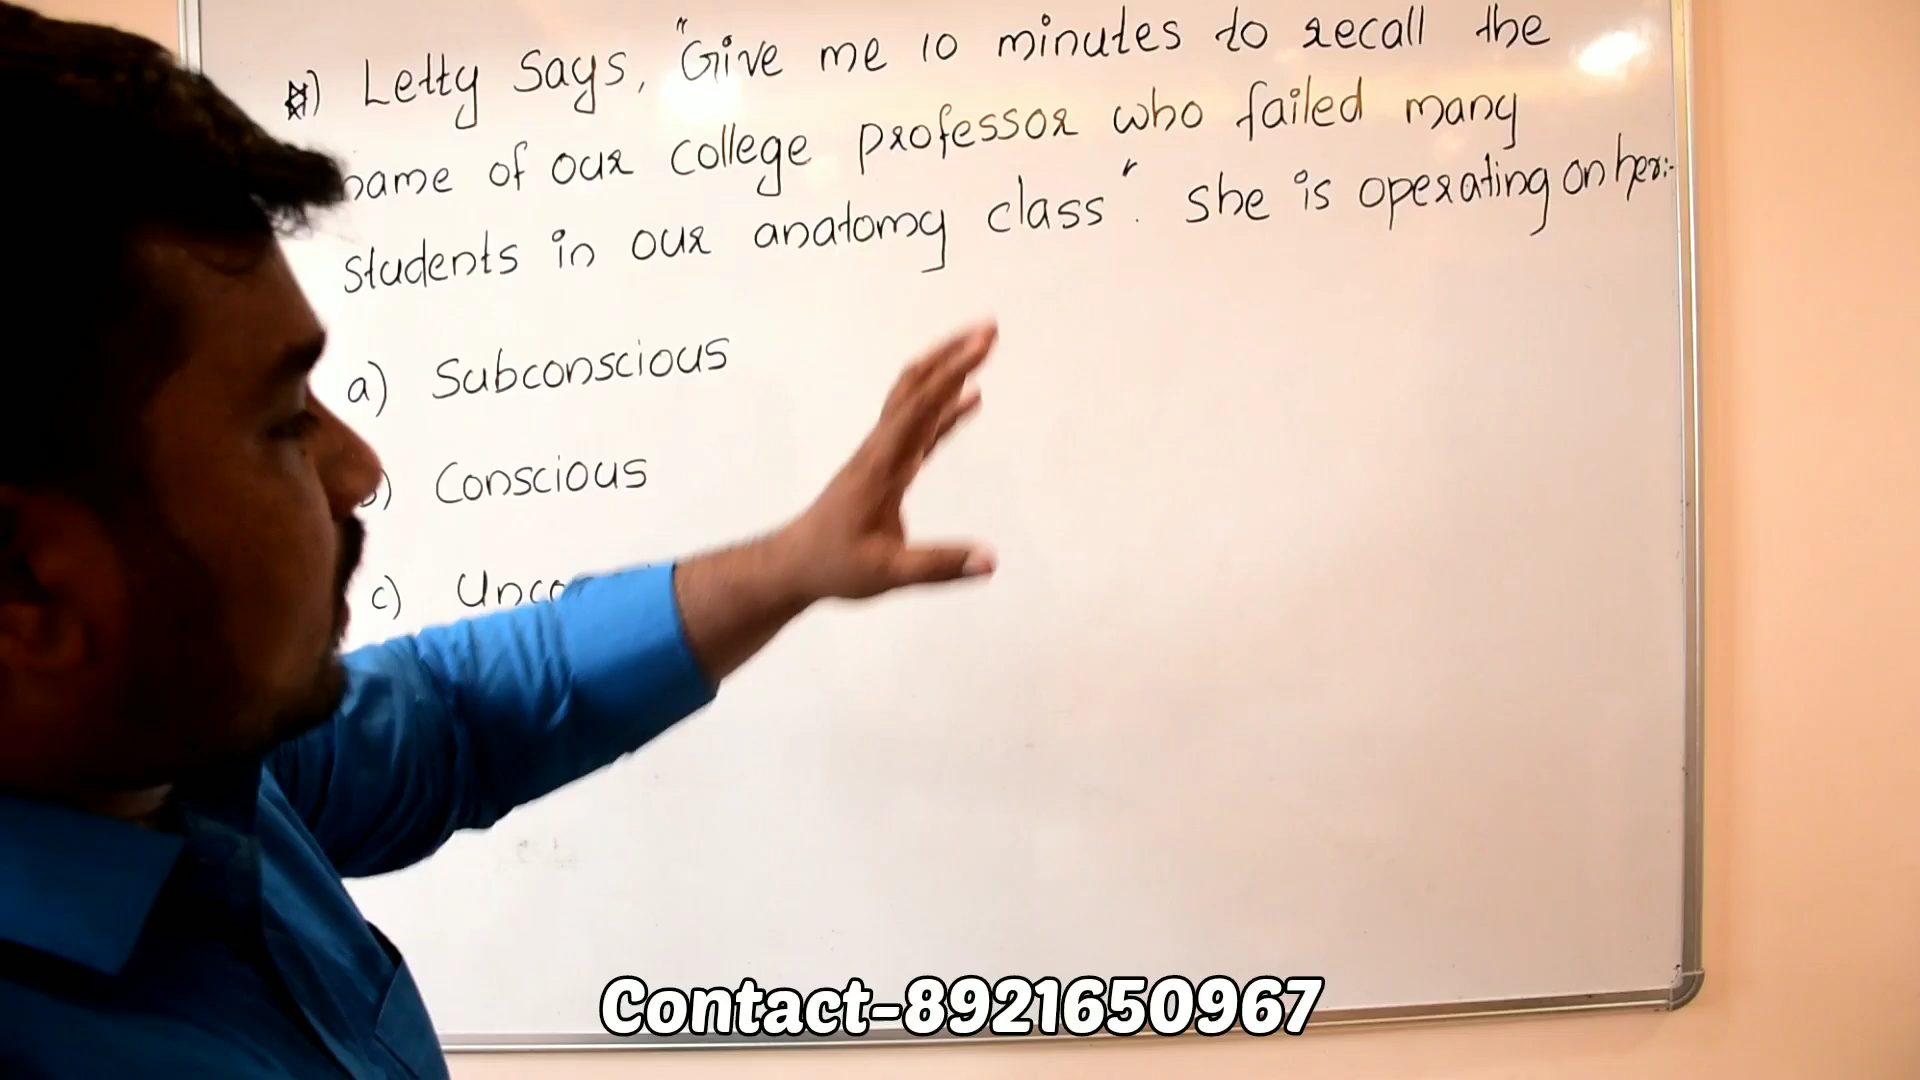 #) Letty Says, "Give me 10 minutes to recall the
name of our college professor who failed many
students in our anatomy class". She is operating on her:-
a) Subconscious
b) Conscious
c)
Contact-8921650967